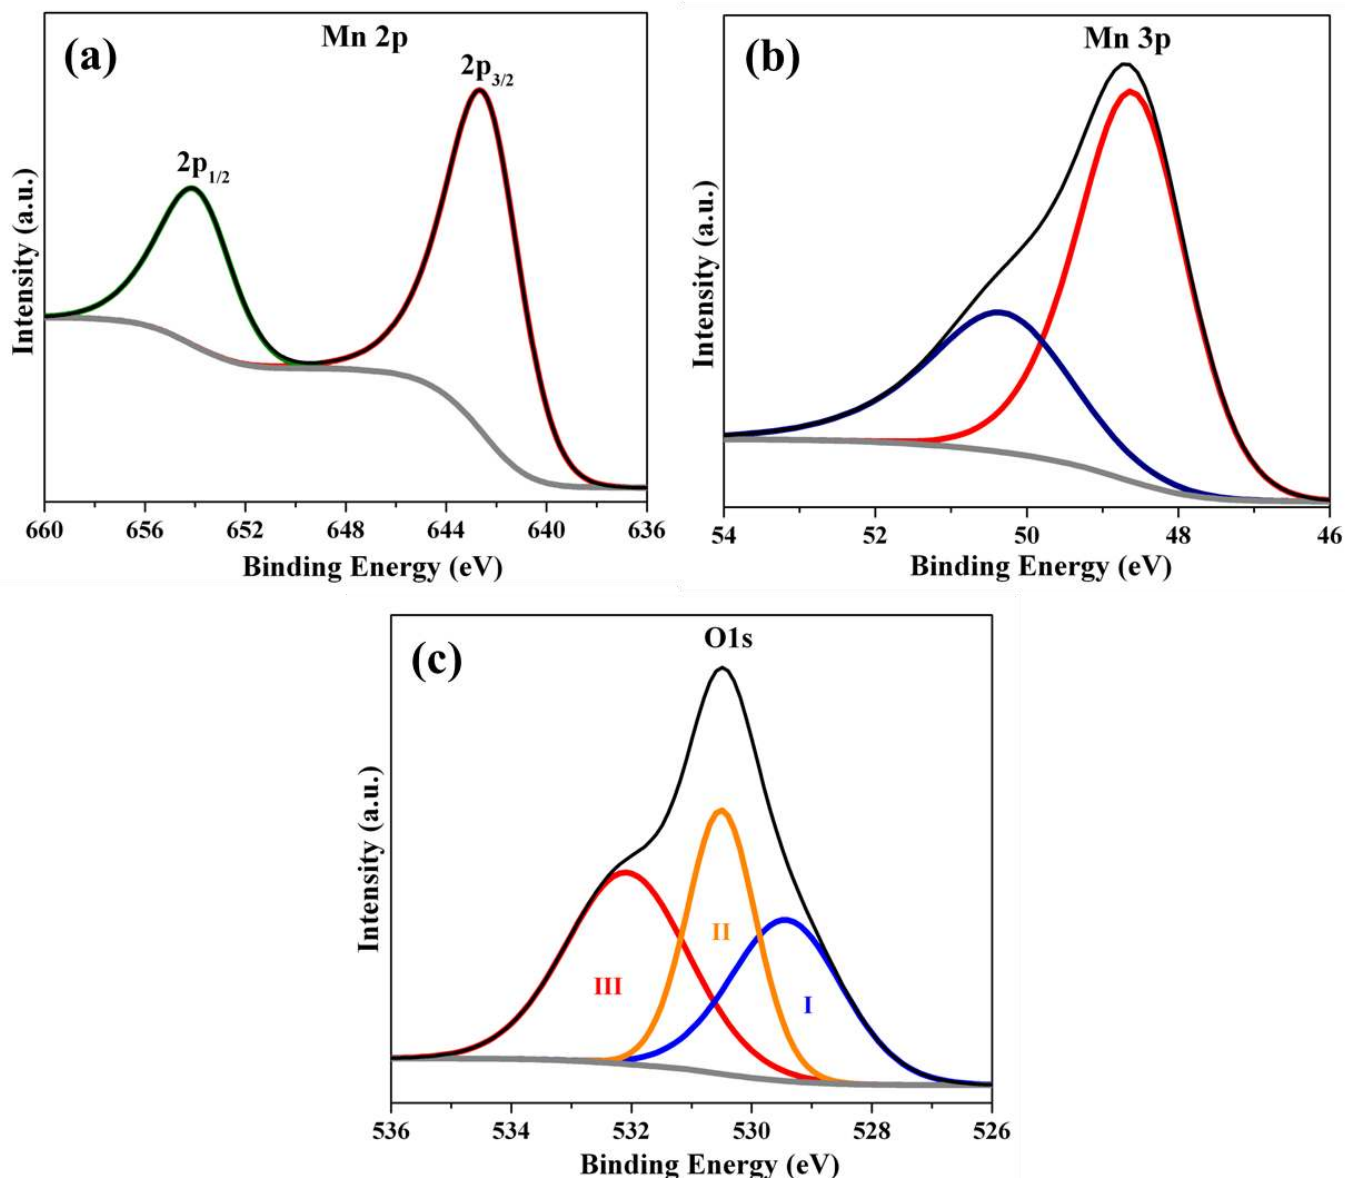 (a)
Mn 2p
2p3/2
2p1/2
Intensity (a.u.)
660 656 652 648 644 640 636
Binding Energy (eV)
(b)
Mn 3p
Intensity (a.u.)
54 52 50 48 46
Binding Energy (eV)
(c)
O1s
Intensity (a.u.)
II
III
I
536 534 532 530 528 526
Binding Energy (eV)